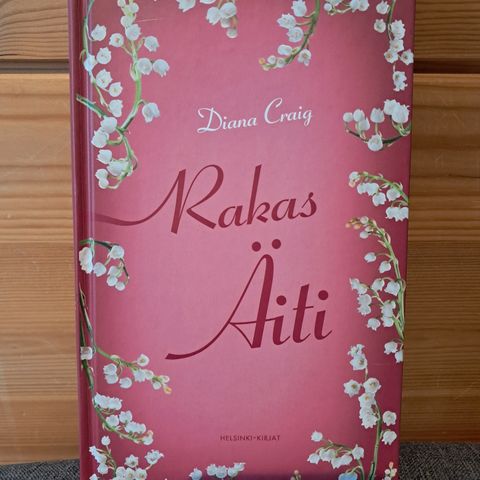 Diana Craig
Rakas
Äiti
HELSINKI-KIRJAT